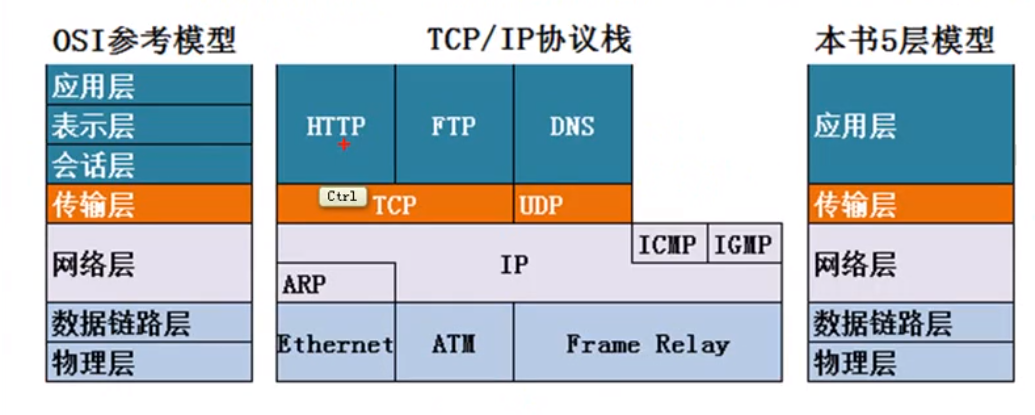 OSI参考模型
TCP/IP协议栈
本书5层模型
应用层
表示层
会话层
传输层
网络层
数据链路层
物理层
HTTP
FTP
DNS
Ctrl
TCP
UDP
ICMP
IGMP
IP
ARP
Ethernet
ATM
Frame Relay
应用层
传输层
网络层
数据链路层
物理层